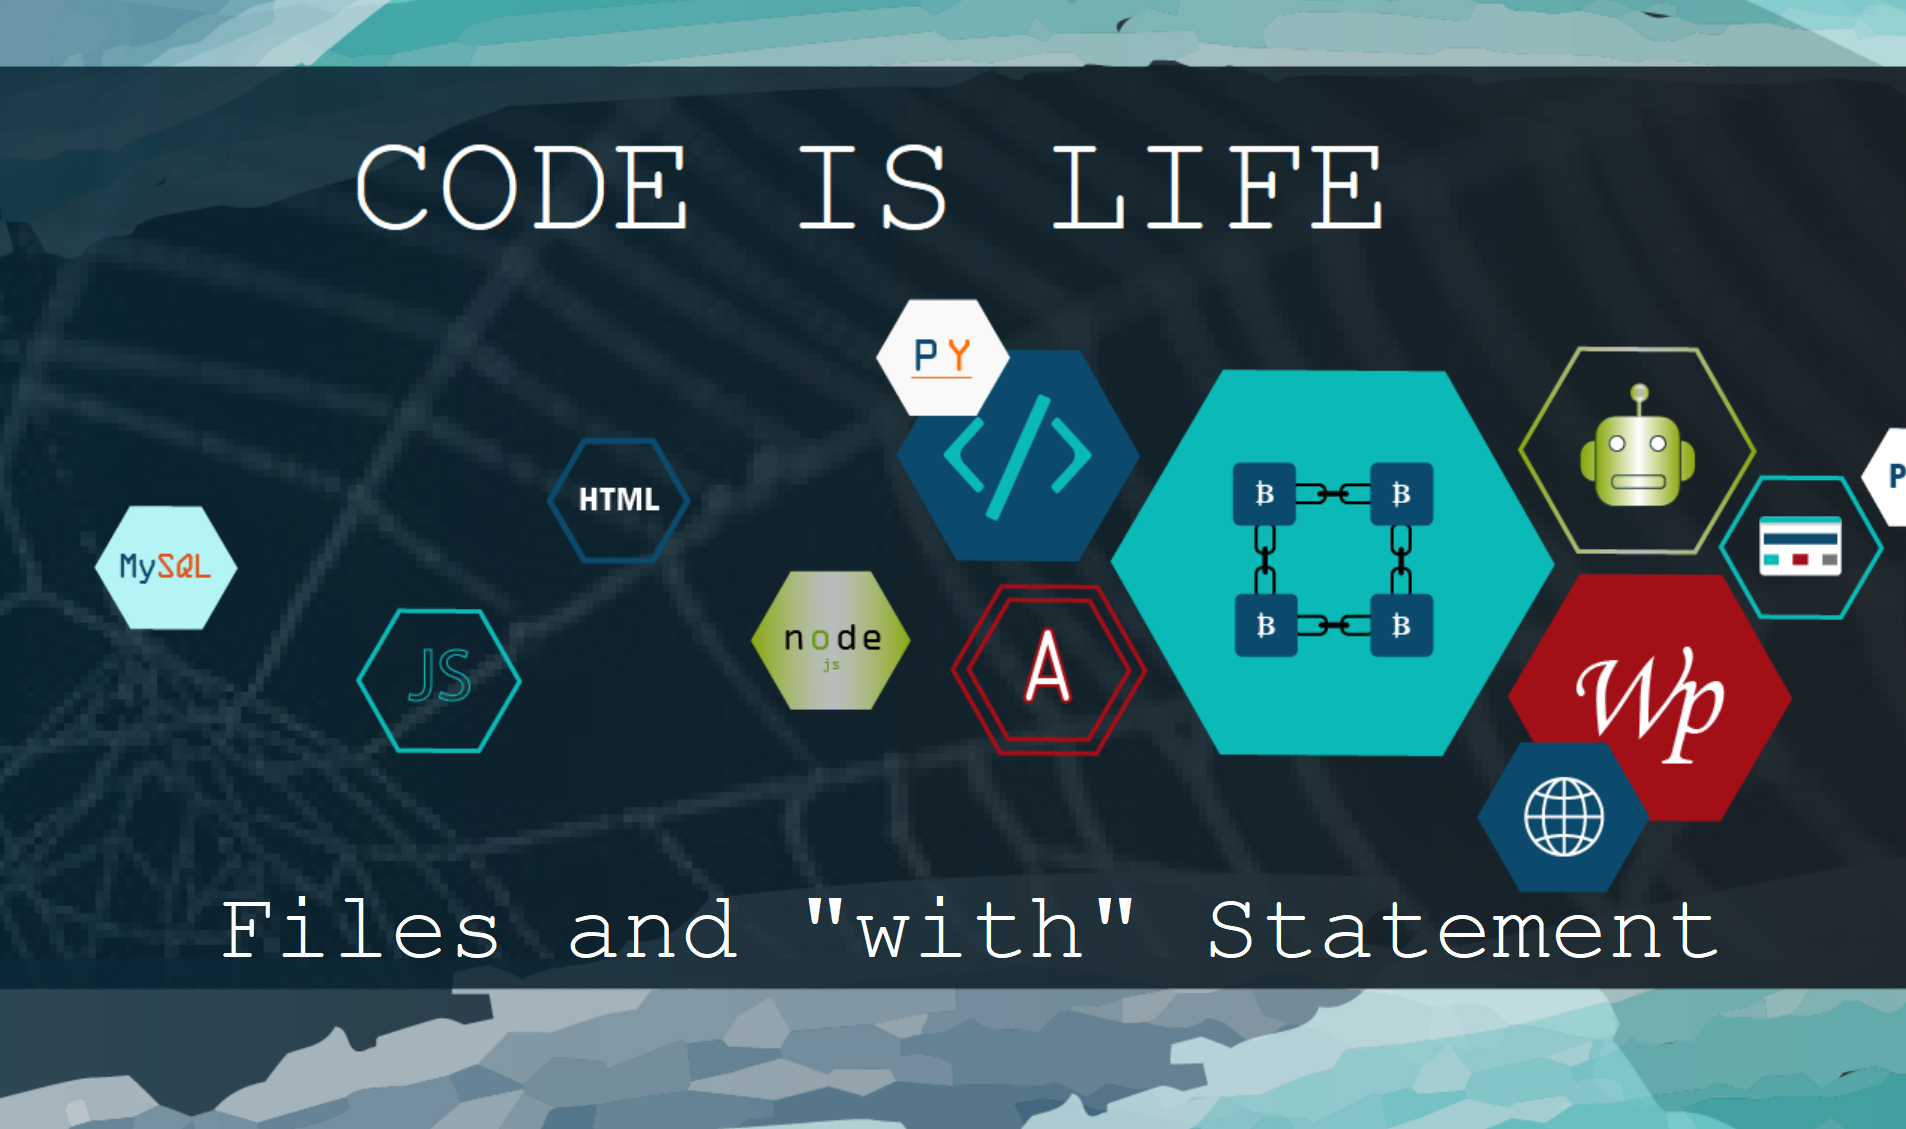 CODE IS LIFE
PY
HTML
MySQL
JS
node
js
A
Wp
P
Files and "with" Statement